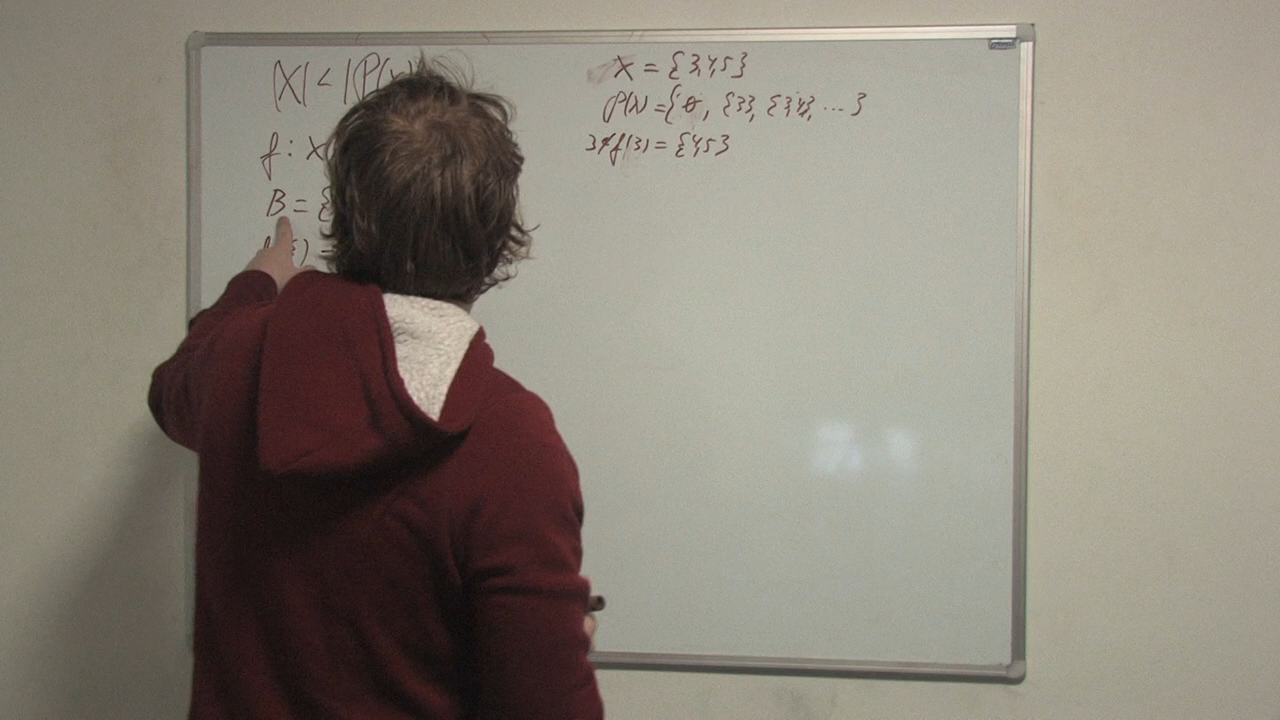 |X| < |P(x)
f : X
B = {
ξ) =
X = {3,4,5}
P(X) = {∅, {3}, {3,4}, ... }
3∉f(3) = {4,5}